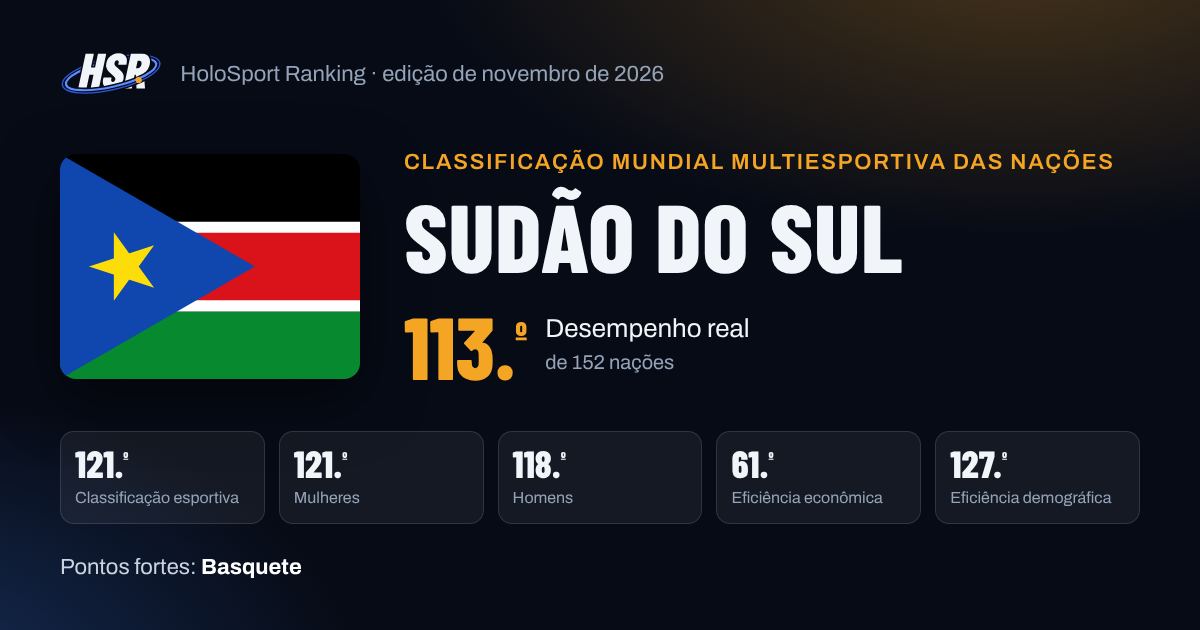 HSR
HoloSport Ranking · edição de novembro de 2026
CLASSIFICAÇÃO MUNDIAL MULTIESPORTIVA DAS NAÇÕES
SUDÃO DO SUL
113.º
Desempenho real
de 152 nações
121.º
Classificação esportiva
121.º
Mulheres
118.º
Homens
61.º
Eficiência econômica
127.º
Eficiência demográfica
Pontos fortes: Basquete